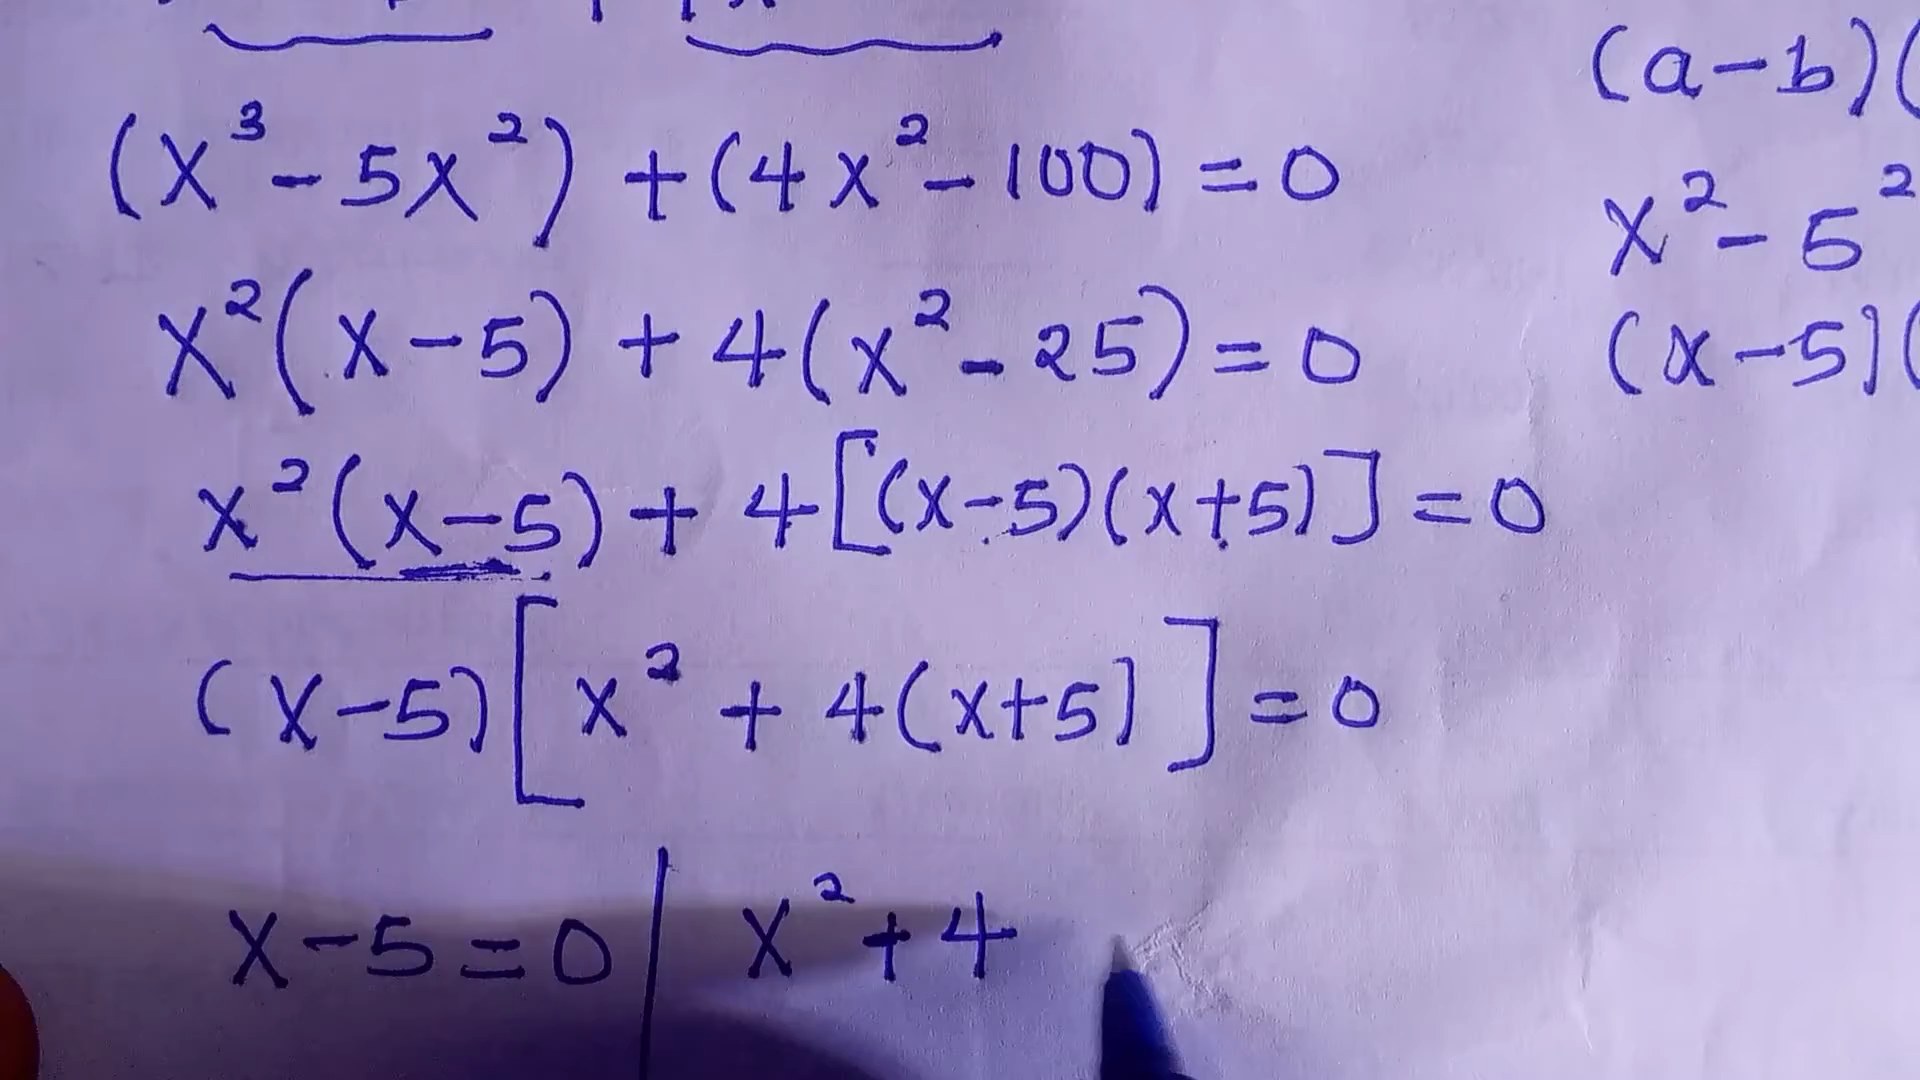 (x³ - 5x²) + (4x² - 100) = 0
x²(x - 5) + 4(x² - 25) = 0
x²(x - 5) + 4[(x - 5)(x + 5)] = 0
(x - 5)[x² + 4(x + 5)] = 0
x - 5 = 0 | x² + 4
(a - b)(
x² - 5²
(x - 5)(